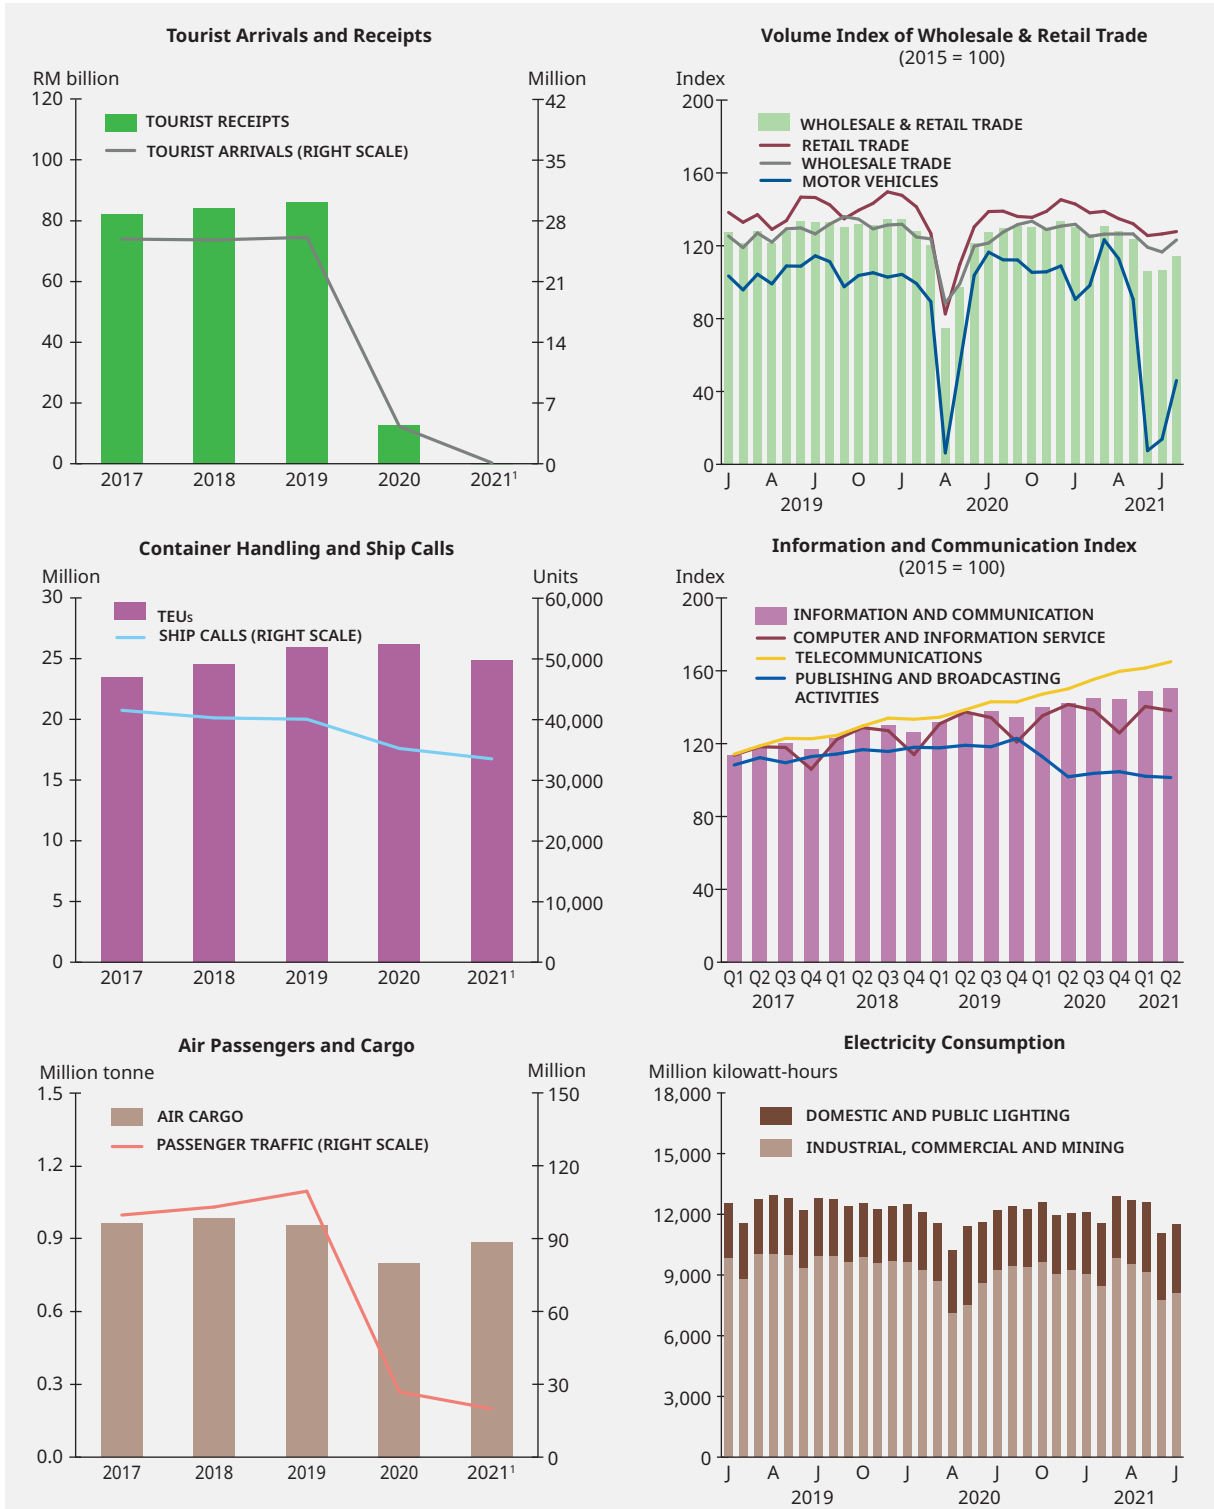 Tourist Arrivals and Receipts
RM billion
Million
120
100
80
60
40
20
0
42
35
28
21
14
7
0
TOURIST RECEIPTS
TOURIST ARRIVALS (RIGHT SCALE)
2017 2018 2019 2020 2021¹
Volume Index of Wholesale & Retail Trade
(2015 = 100)
Index
200
160
120
80
40
0
WHOLESALE & RETAIL TRADE
RETAIL TRADE
WHOLESALE TRADE
MOTOR VEHICLES
J A J O J A J O J A J
2019 2020 2021
Container Handling and Ship Calls
Million
Units
30
25
20
15
10
5
0
60,000
50,000
40,000
30,000
20,000
10,000
0
TEUs
SHIP CALLS (RIGHT SCALE)
2017 2018 2019 2020 2021¹
Information and Communication Index
(2015 = 100)
Index
200
160
120
80
40
0
INFORMATION AND COMMUNICATION
COMPUTER AND INFORMATION SERVICE
TELECOMMUNICATIONS
PUBLISHING AND BROADCASTING
ACTIVITIES
Q1 Q2 Q3 Q4 Q1 Q2 Q3 Q4 Q1 Q2 Q3 Q4 Q1 Q2 Q3 Q4 Q1 Q2
2017 2018 2019 2020 2021
Air Passengers and Cargo
Million tonne
Million
1.5
1.2
0.9
0.6
0.3
0.0
150
120
90
60
30
0
AIR CARGO
PASSENGER TRAFFIC (RIGHT SCALE)
2017 2018 2019 2020 2021¹
Electricity Consumption
Million kilowatt-hours
18,000
15,000
12,000
9,000
6,000
3,000
0
DOMESTIC AND PUBLIC LIGHTING
INDUSTRIAL, COMMERCIAL AND MINING
J A J O J A J O J A J
2019 2020 2021